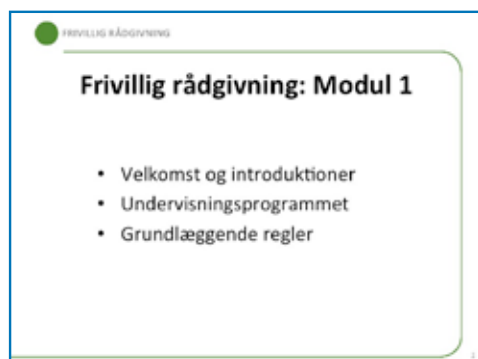 FRIVILLIG RÅDGIVNING
Frivillig rådgivning: Modul 1
• Velkomst og introduktioner
• Undervisningsprogrammet
• Grundlæggende regler